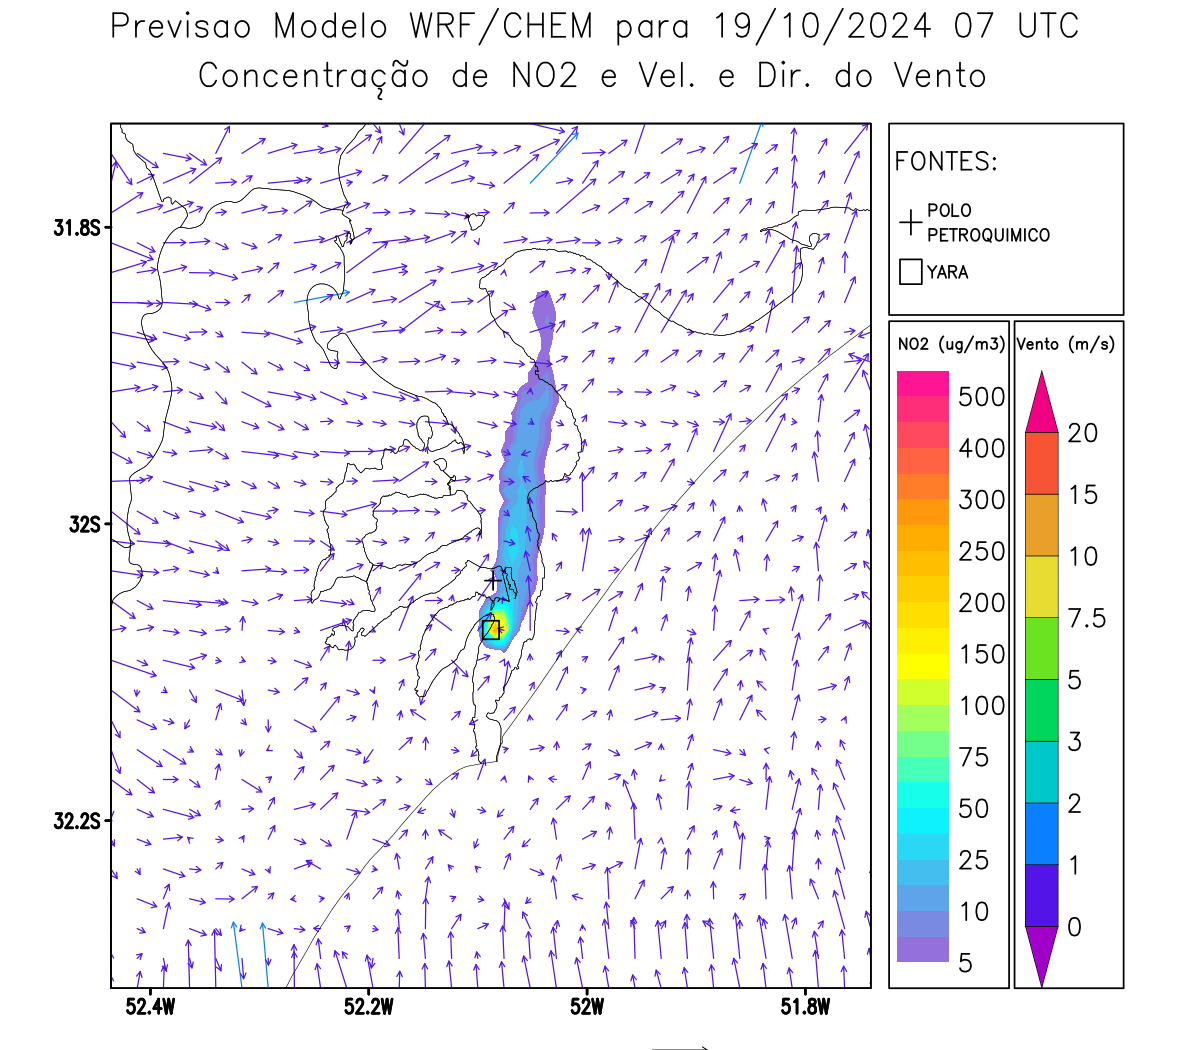 Previsao Modelo WRF/CHEM para 19/10/2024 07 UTC
Concentração de NO2 e Vel. e Dir. do Vento
FONTES:
POLO
PETROQUIMICO
YARA
NO2 (ug/m3)
500
400
300
250
200
150
100
75
50
25
10
5
Vento (m/s)
20
15
10
7.5
5
3
2
1
0
31.8S
32S
32.2S
52.4W
52.2W
52W
51.8W